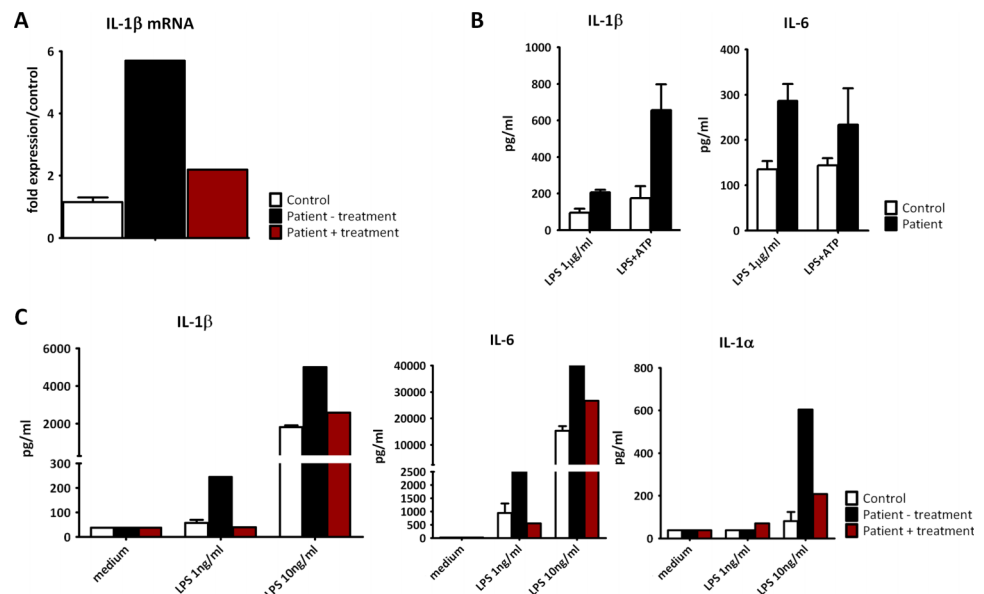 A
IL-1β mRNA
fold expression/control
6
4
2
0
Control
Patient - treatment
Patient + treatment
B
IL-1β
pg/ml
1000
800
600
400
200
0
LPS 1μg/ml
LPS+ATP
IL-6
pg/ml
400
300
200
100
0
LPS 1μg/ml
LPS+ATP
Control
Patient
C
IL-1β
pg/ml
6000
4000
2000
300
200
100
0
medium
LPS 1ng/ml
LPS 10ng/ml
IL-6
pg/ml
40000
30000
20000
10000
2500
2000
1500
1000
500
0
medium
LPS 1ng/ml
LPS 10ng/ml
IL-1α
pg/ml
800
600
400
200
0
medium
LPS 1ng/ml
LPS 10ng/ml
Control
Patient - treatment
Patient + treatment